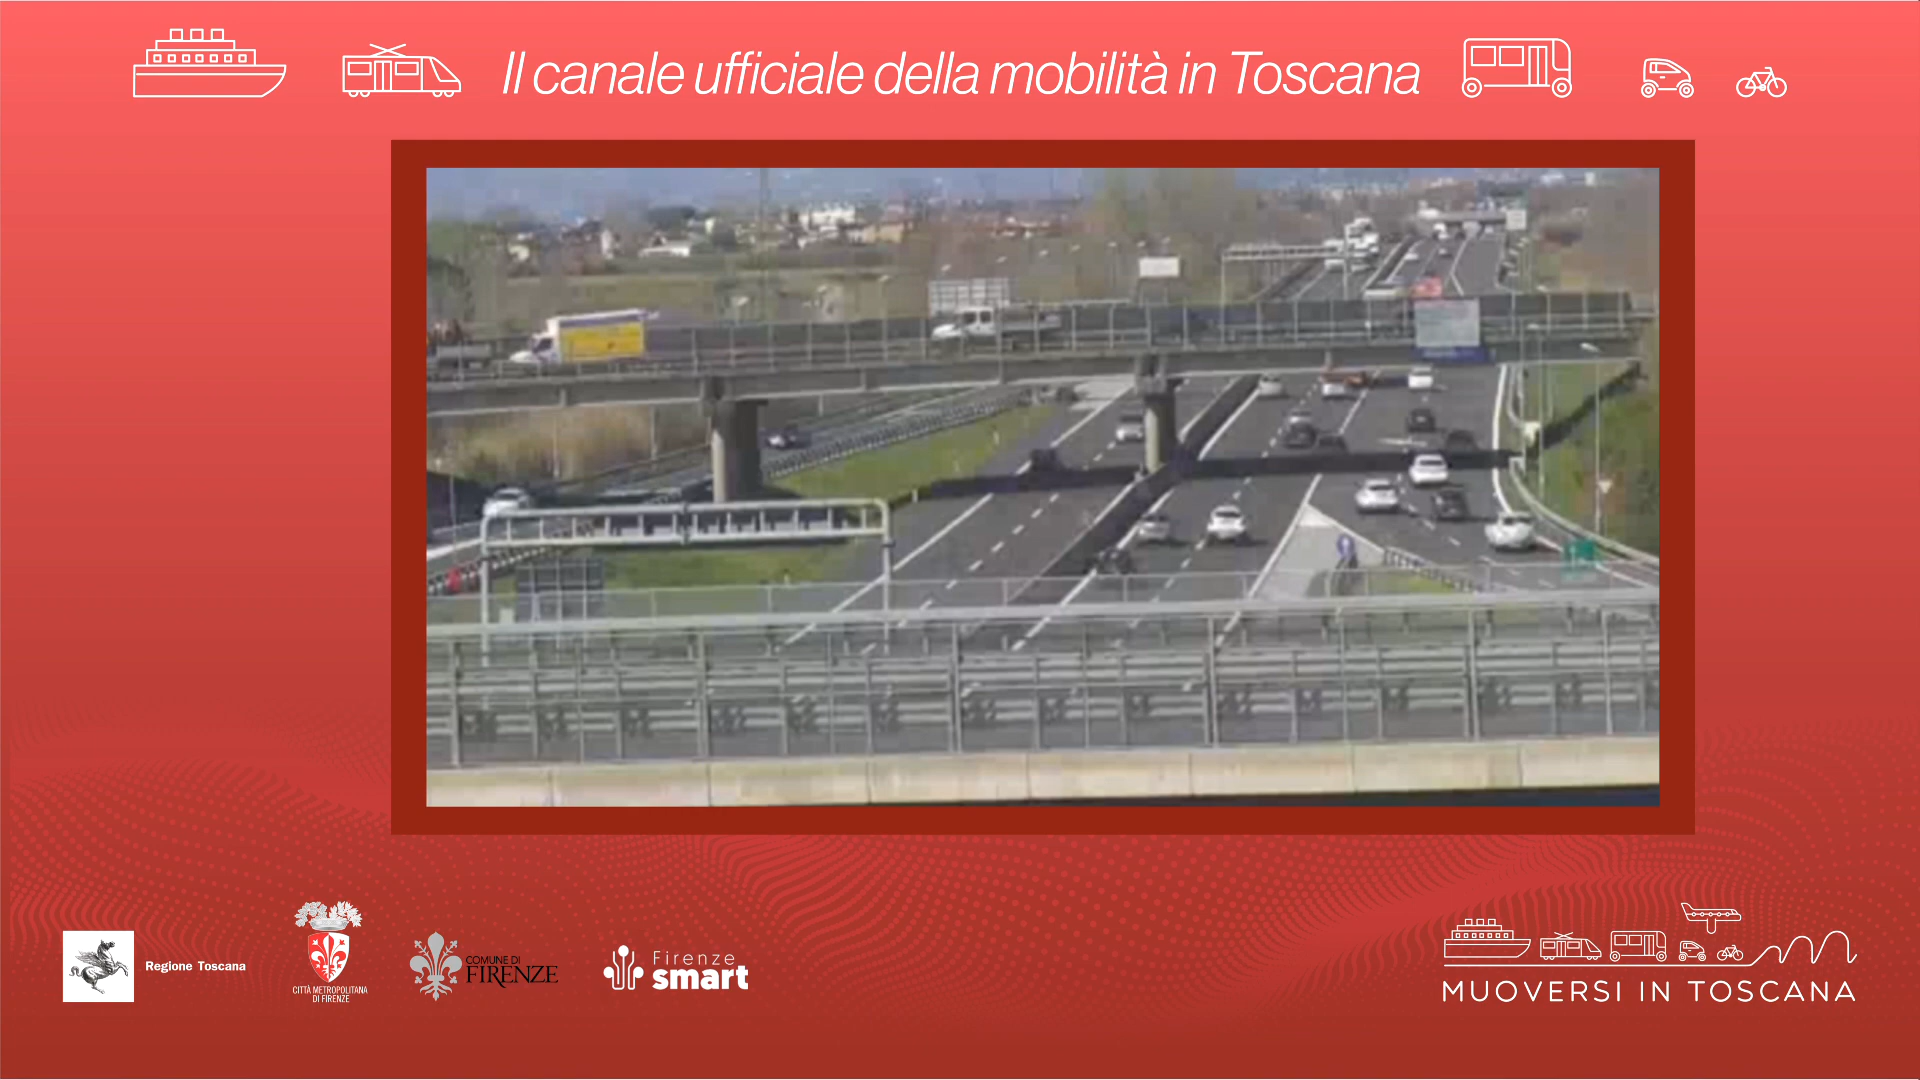 Il canale ufficiale della mobilità in Toscana
Regione Toscana
CITTÀ METROPOLITANA
DI FIRENZE
COMUNE DI
FIRENZE
Firenze
smart
MUOVERSI IN TOSCANA